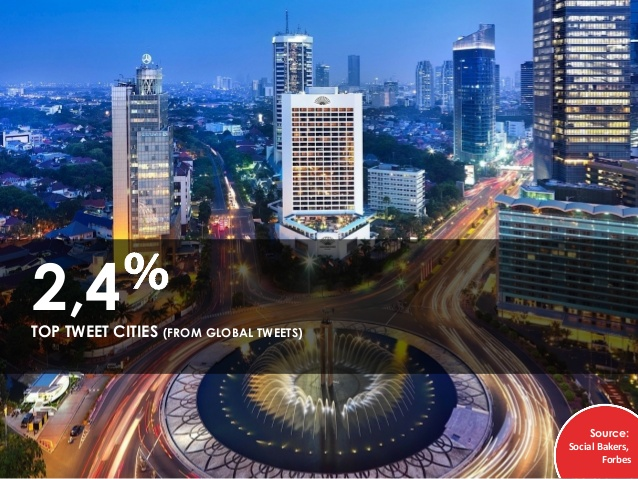 2,4%
TOP TWEET CITIES (FROM GLOBAL TWEETS)
Source:
Social Bakers,
Forbes